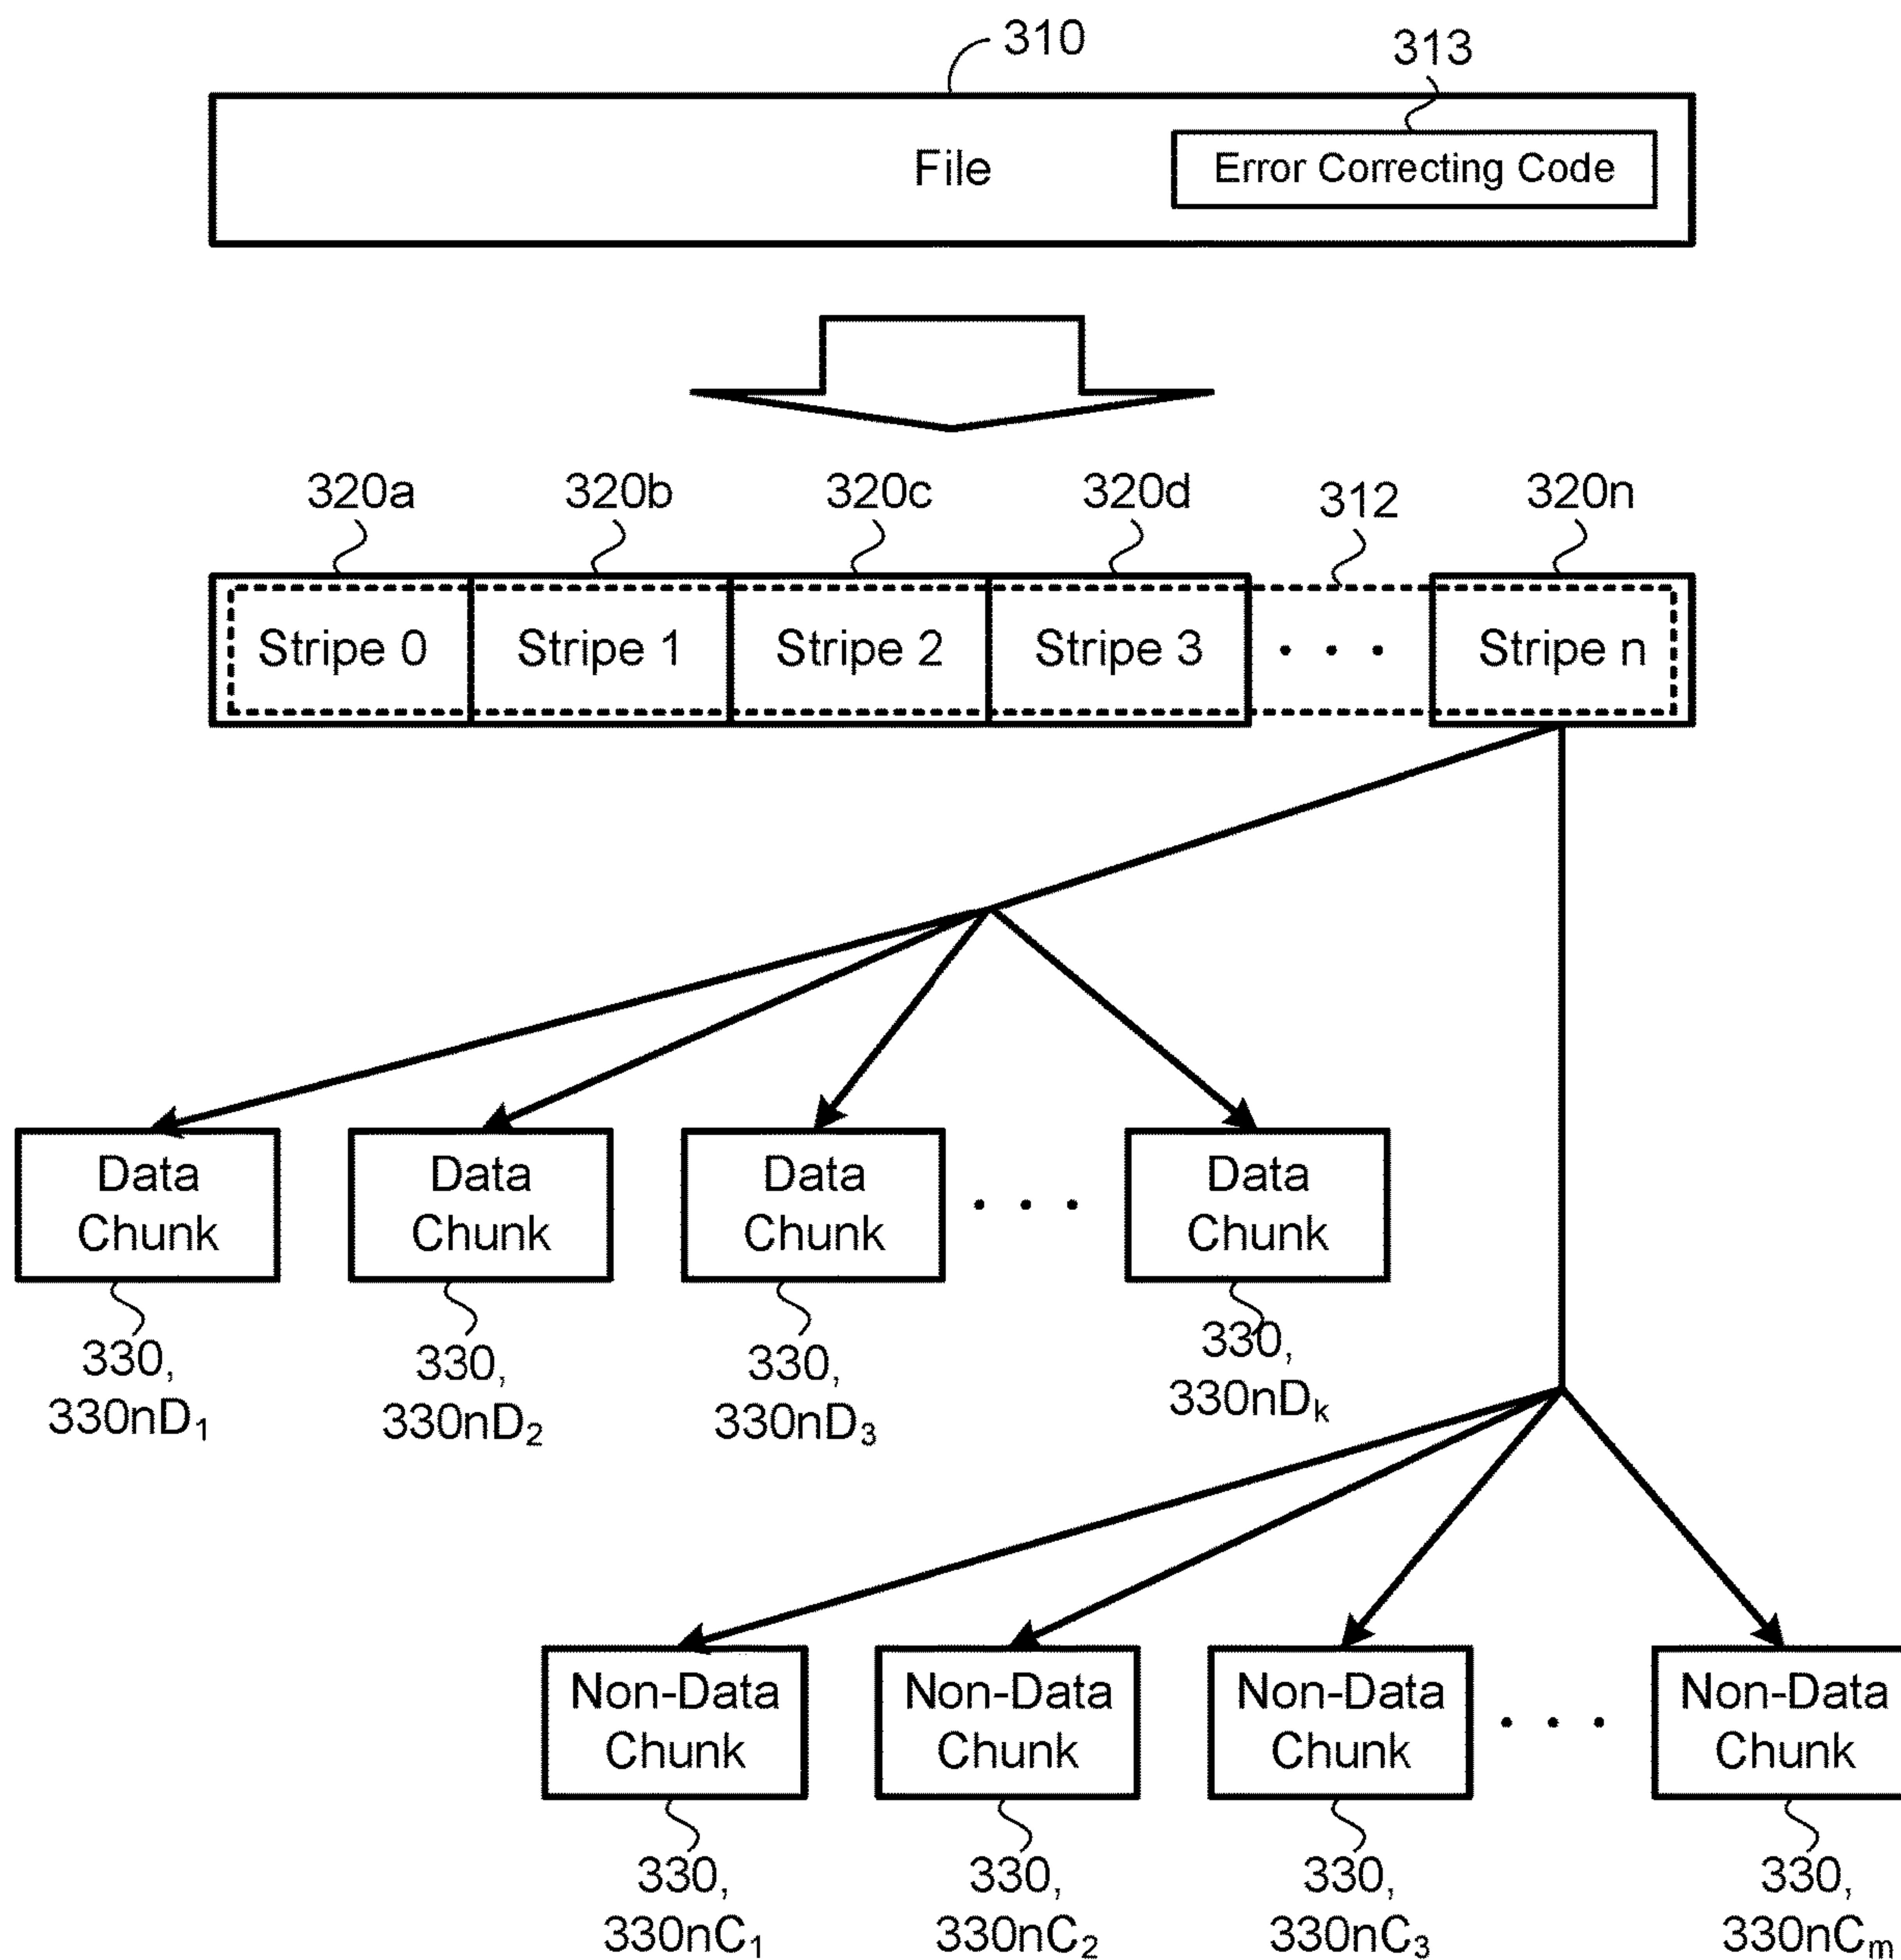 310
313
File
Error Correcting Code
320a
320b
320c
320d
312
320n
Stripe 0
Stripe 1
Stripe 2
Stripe 3
. . .
Stripe n
Data
Chunk
Data
Chunk
Data
Chunk
. . .
Data
Chunk
330,
330nD₁
330,
330nD₂
330,
330nD₃
330,
330nDₖ
Non-Data
Chunk
Non-Data
Chunk
Non-Data
Chunk
. . .
Non-Data
Chunk
330,
330nC₁
330,
330nC₂
330,
330nC₃
330,
330nCₘ